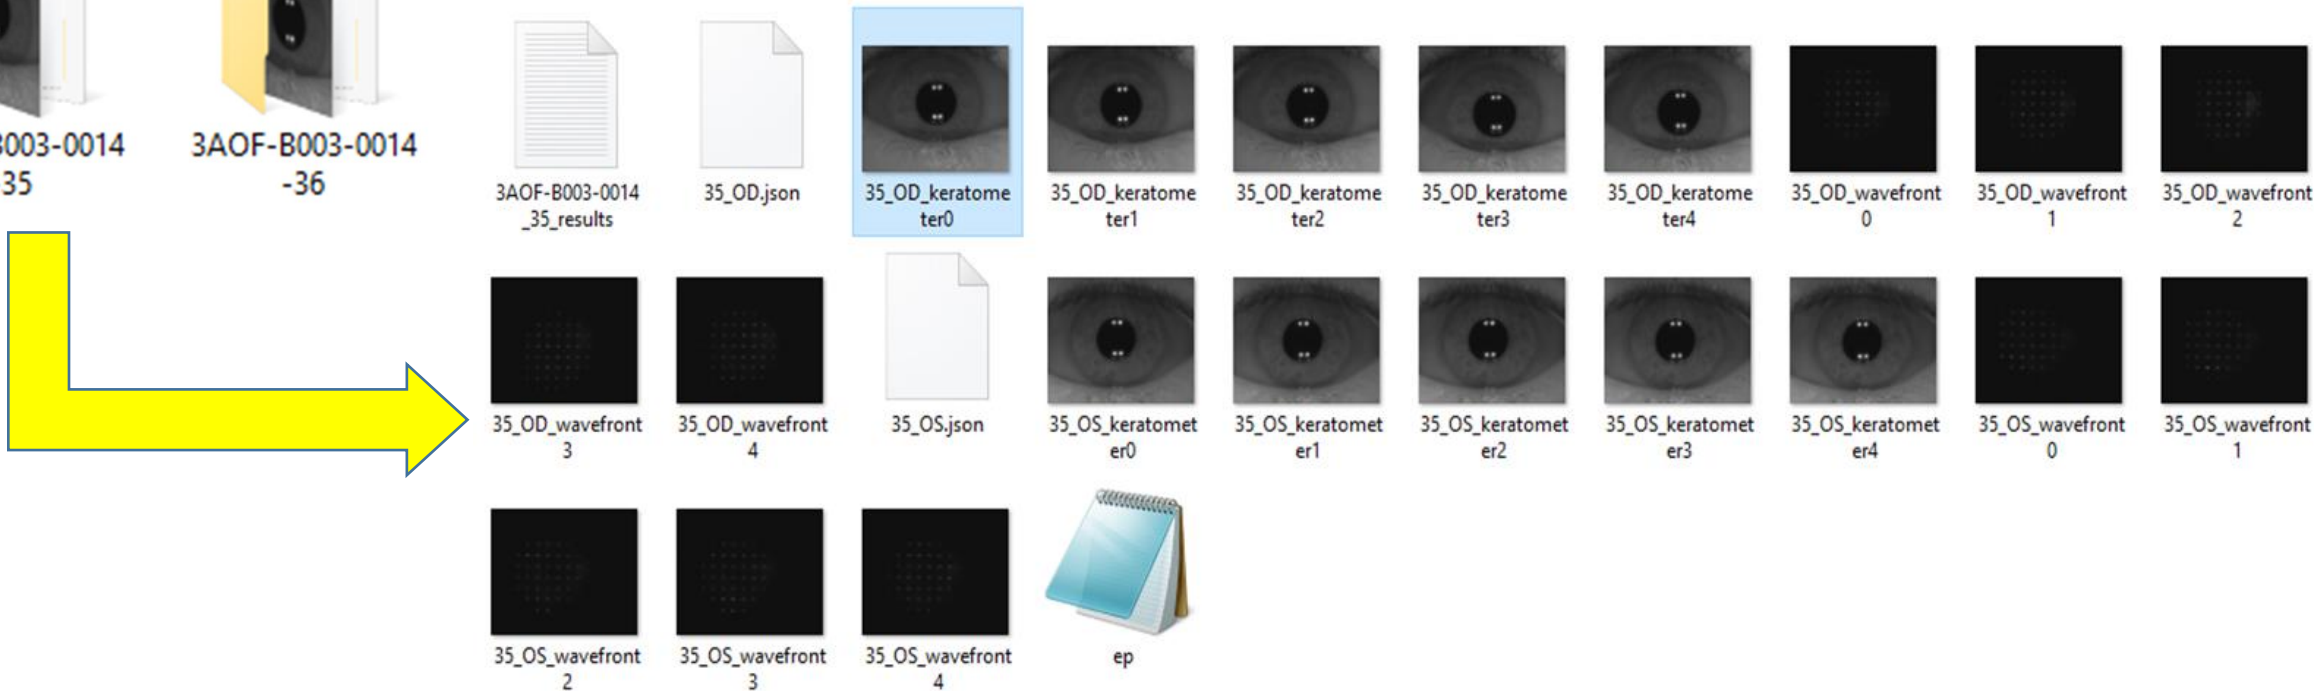 3003-0014
35
3AOF-B003-0014
-36
3AOF-B003-0014
_35_results
35_OD.json
35_OD_keratome
ter0
35_OD_keratome
ter1
35_OD_keratome
ter2
35_OD_keratome
ter3
35_OD_keratome
ter4
35_OD_wavefront
0
35_OD_wavefront
1
35_OD_wavefront
2
35_OD_wavefront
3
35_OD_wavefront
4
35_OS.json
35_OS_keratomet
er0
35_OS_keratomet
er1
35_OS_keratomet
er2
35_OS_keratomet
er3
35_OS_keratomet
er4
35_OS_wavefront
0
35_OS_wavefront
1
35_OS_wavefront
2
35_OS_wavefront
3
35_OS_wavefront
4
ep